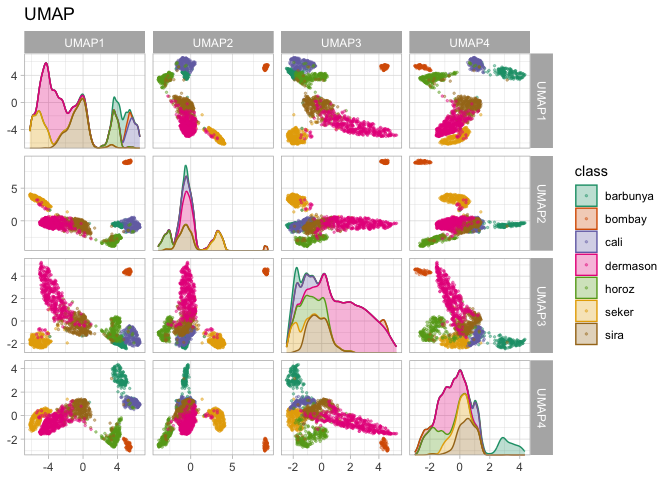 UMAP
UMAP1 UMAP2 UMAP3 UMAP4
4
0
-4
UMAP1
5
0
UMAP2
4
2
0
-2
UMAP3
4
2
0
-2
UMAP4
-4 0 4 0 5 -2 0 2 4 -2 0 2 4
class
barbunya
bombay
cali
dermason
horoz
seker
sira